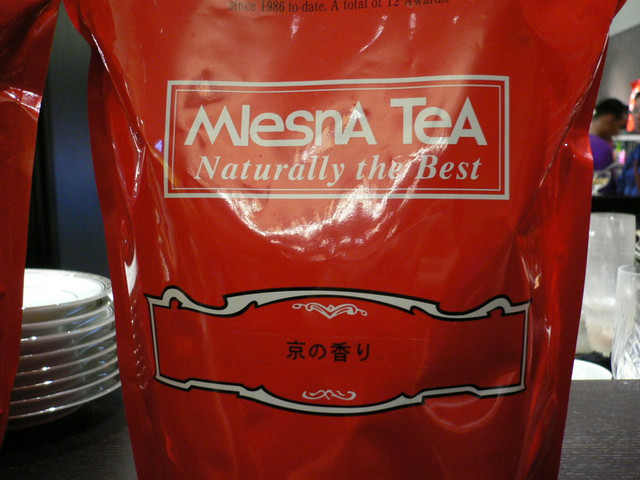 Since 1986 to-date. A total of 12 Awards.
MlesnA TeA
Naturally the Best
京の香り